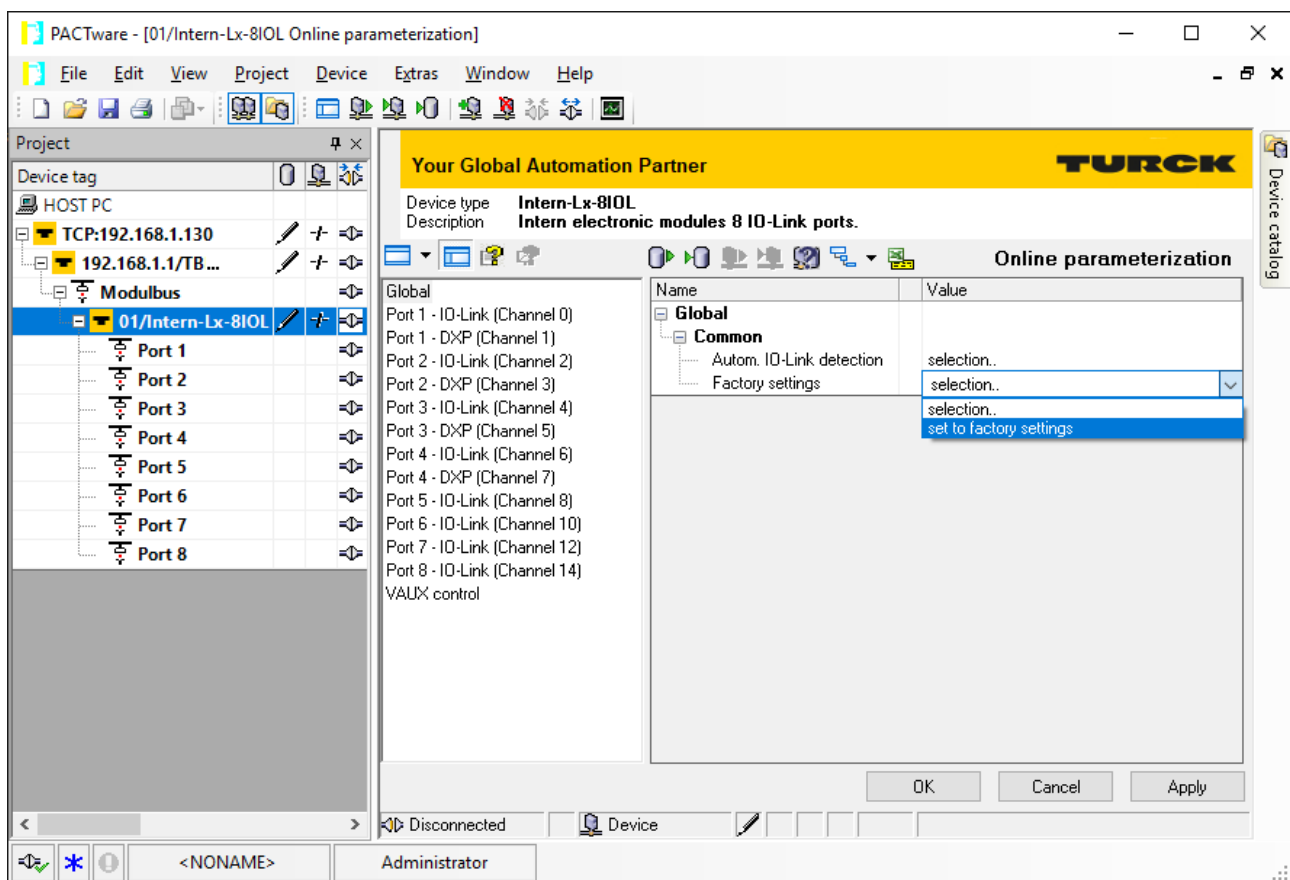 PACTware - [01/Intern-Lx-8IOL Online parameterization]
File Edit View Project Device Extras Window Help
Project
Device tag
HOST PC
TCP:192.168.1.130
192.168.1.1/TB...
Modulbus
01/Intern-Lx-8IOL
Port 1
Port 2
Port 3
Port 4
Port 5
Port 6
Port 7
Port 8
Your Global Automation Partner
TURCK
Device type Intern-Lx-8IOL
Description Intern electronic modules 8 IO-Link ports.
Online parameterization
Global
Port 1 - IO-Link (Channel 0)
Port 1 - DXP (Channel 1)
Port 2 - IO-Link (Channel 2)
Port 2 - DXP (Channel 3)
Port 3 - IO-Link (Channel 4)
Port 3 - DXP (Channel 5)
Port 4 - IO-Link (Channel 6)
Port 4 - DXP (Channel 7)
Port 5 - IO-Link (Channel 8)
Port 6 - IO-Link (Channel 10)
Port 7 - IO-Link (Channel 12)
Port 8 - IO-Link (Channel 14)
VAUX control
Name Value
Global
Common
Autom. IO-Link detection selection..
Factory settings selection..
selection..
set to factory settings
OK Cancel Apply
Disconnected Device
Device catalog
<NONAME> Administrator